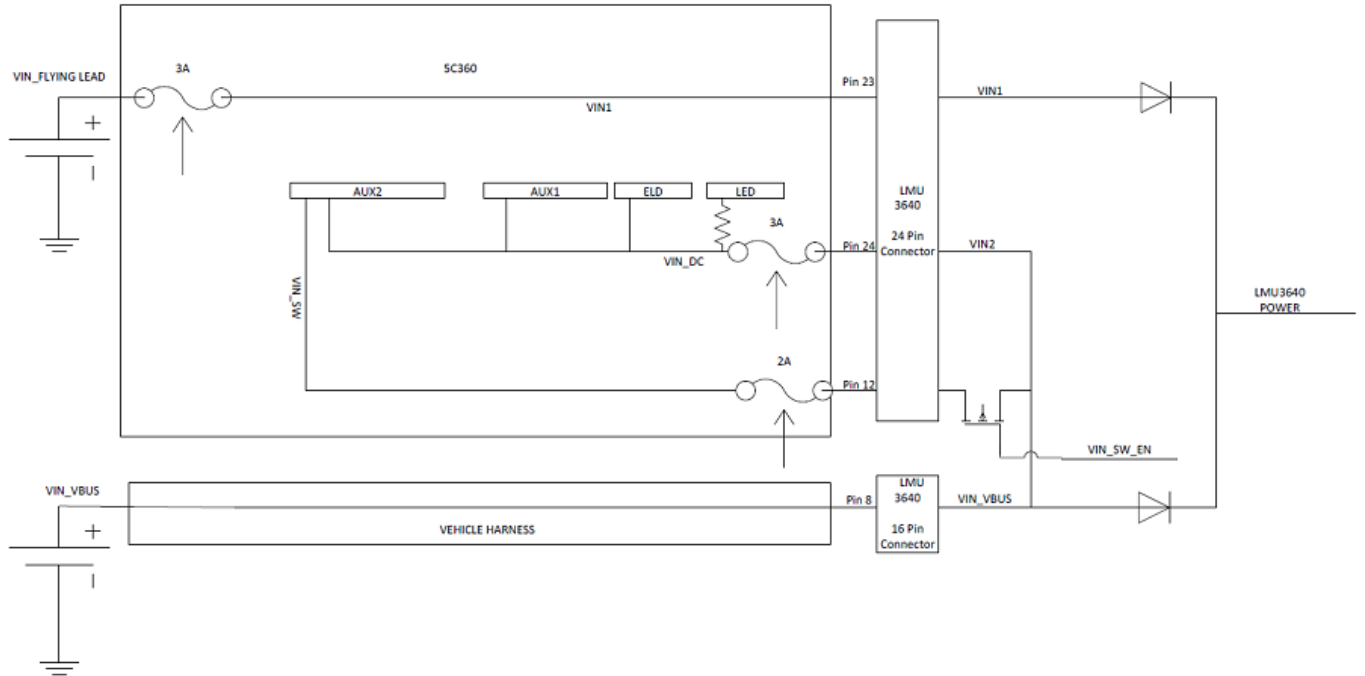 VIN_FLYING LEAD
3A
5C360
VIN1
Pin 23
VIN1
AUX2
AUX1
ELD
LED
3A
VIN_DC
VIN_SW
Pin 24
LMU
3640
24 Pin
Connector
VIN2
LMU3640
POWER
2A
Pin 12
VIN_SW_EN
VIN_VBUS
VEHICLE HARNESS
Pin 8
LMU
3640
16 Pin
Connector
VIN_VBUS